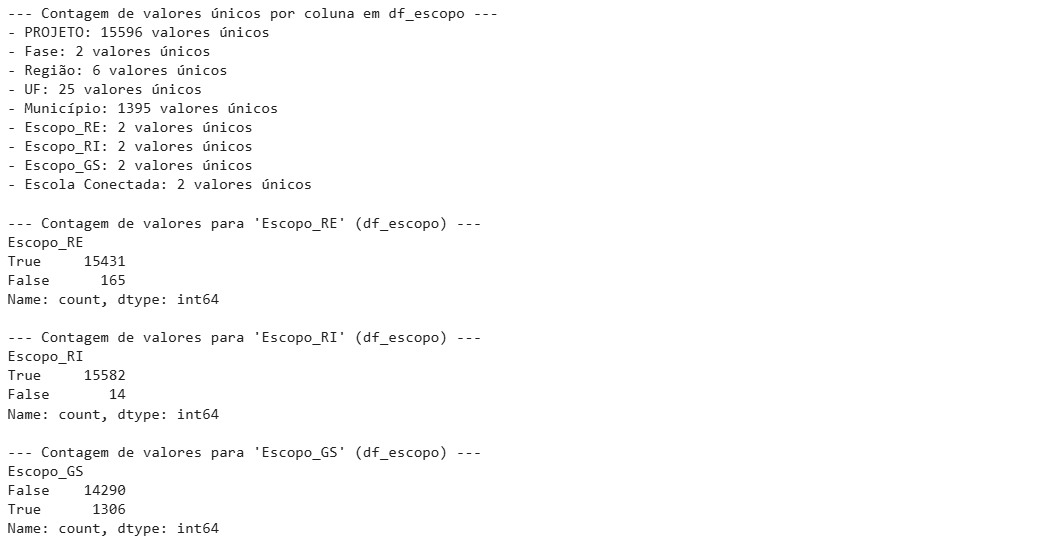 --- Contagem de valores únicos por coluna em df_escopo ---
- PROJETO: 15596 valores únicos
- Fase: 2 valores únicos
- Região: 6 valores únicos
- UF: 25 valores únicos
- Município: 1395 valores únicos
- Escopo_RE: 2 valores únicos
- Escopo_RI: 2 valores únicos
- Escopo_GS: 2 valores únicos
- Escola Conectada: 2 valores únicos

--- Contagem de valores para 'Escopo_RE' (df_escopo) ---
Escopo_RE
True     15431
False      165
Name: count, dtype: int64

--- Contagem de valores para 'Escopo_RI' (df_escopo) ---
Escopo_RI
True     15582
False       14
Name: count, dtype: int64

--- Contagem de valores para 'Escopo_GS' (df_escopo) ---
Escopo_GS
False    14290
True      1306
Name: count, dtype: int64